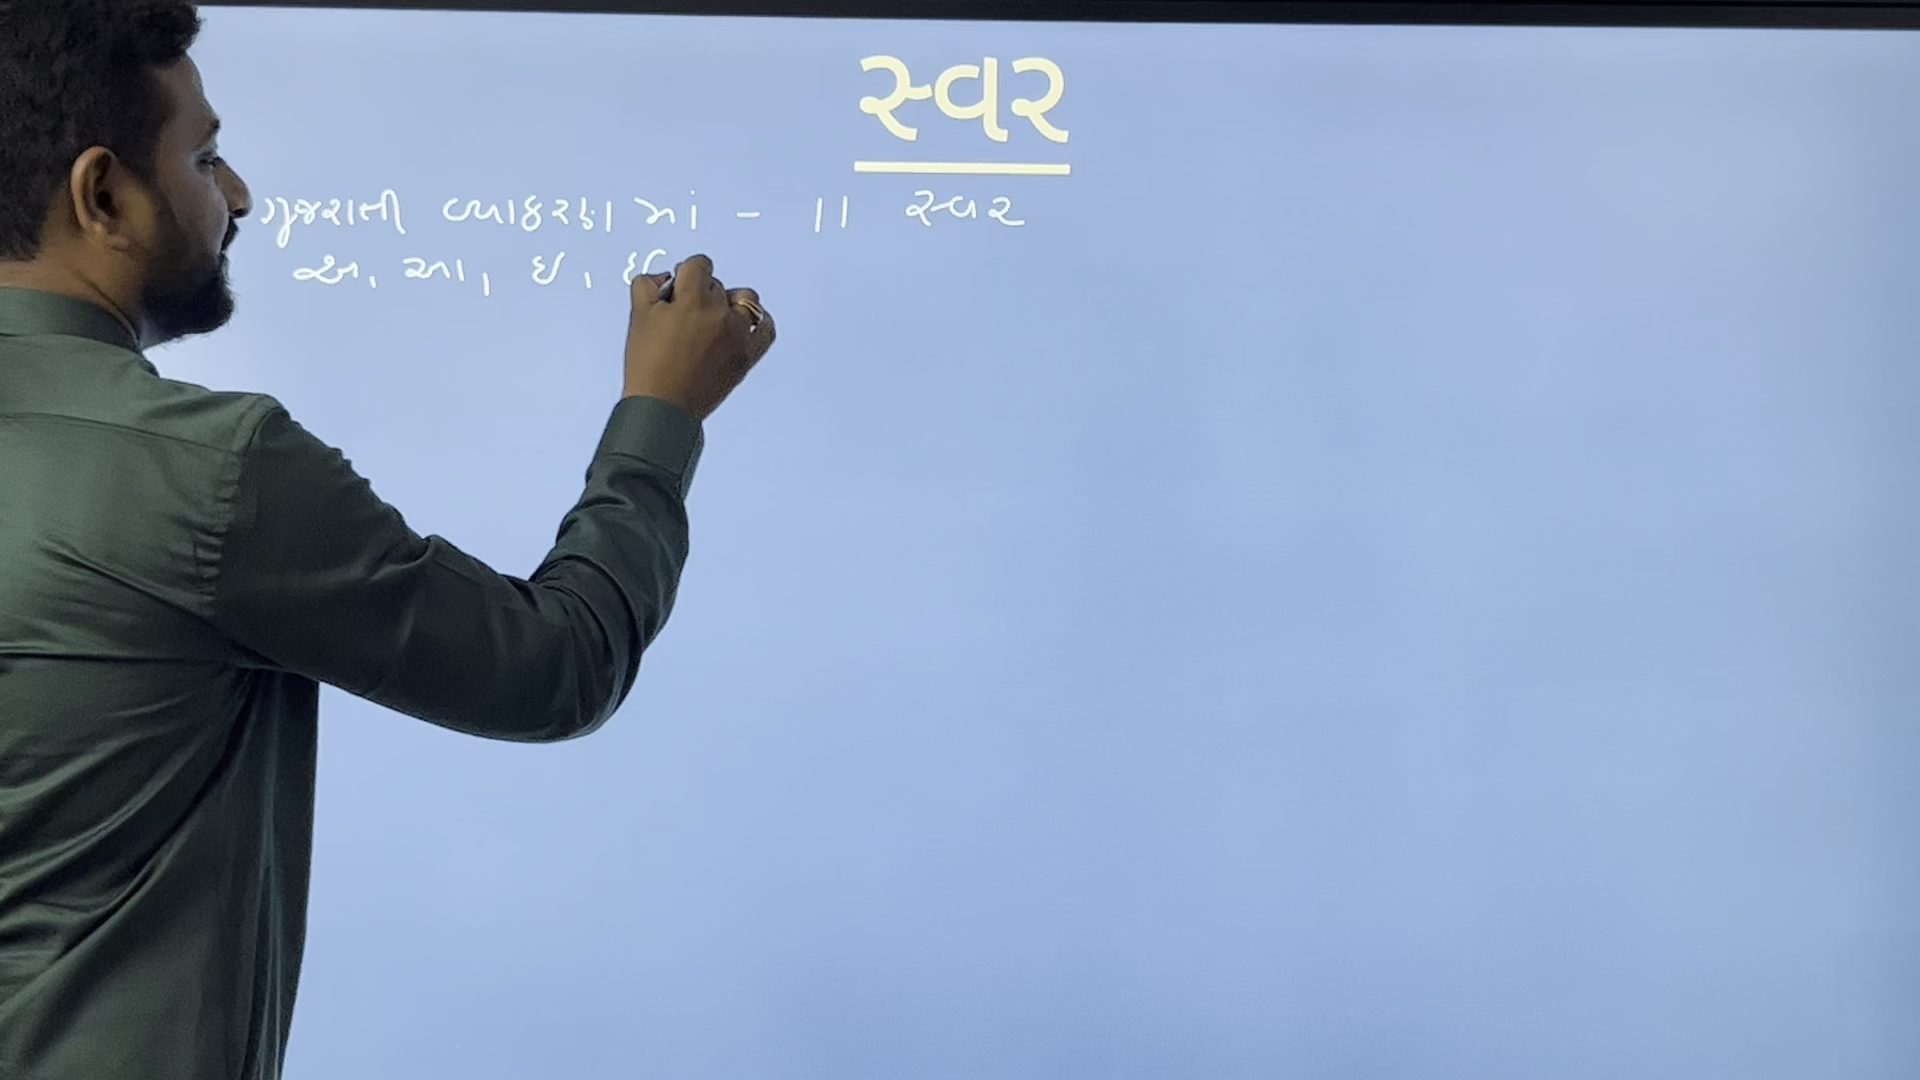 સ્વર
ગુજરાતી વ્યાકરણમાં - 11 સ્વર
અ, આ, ઇ, ઈ